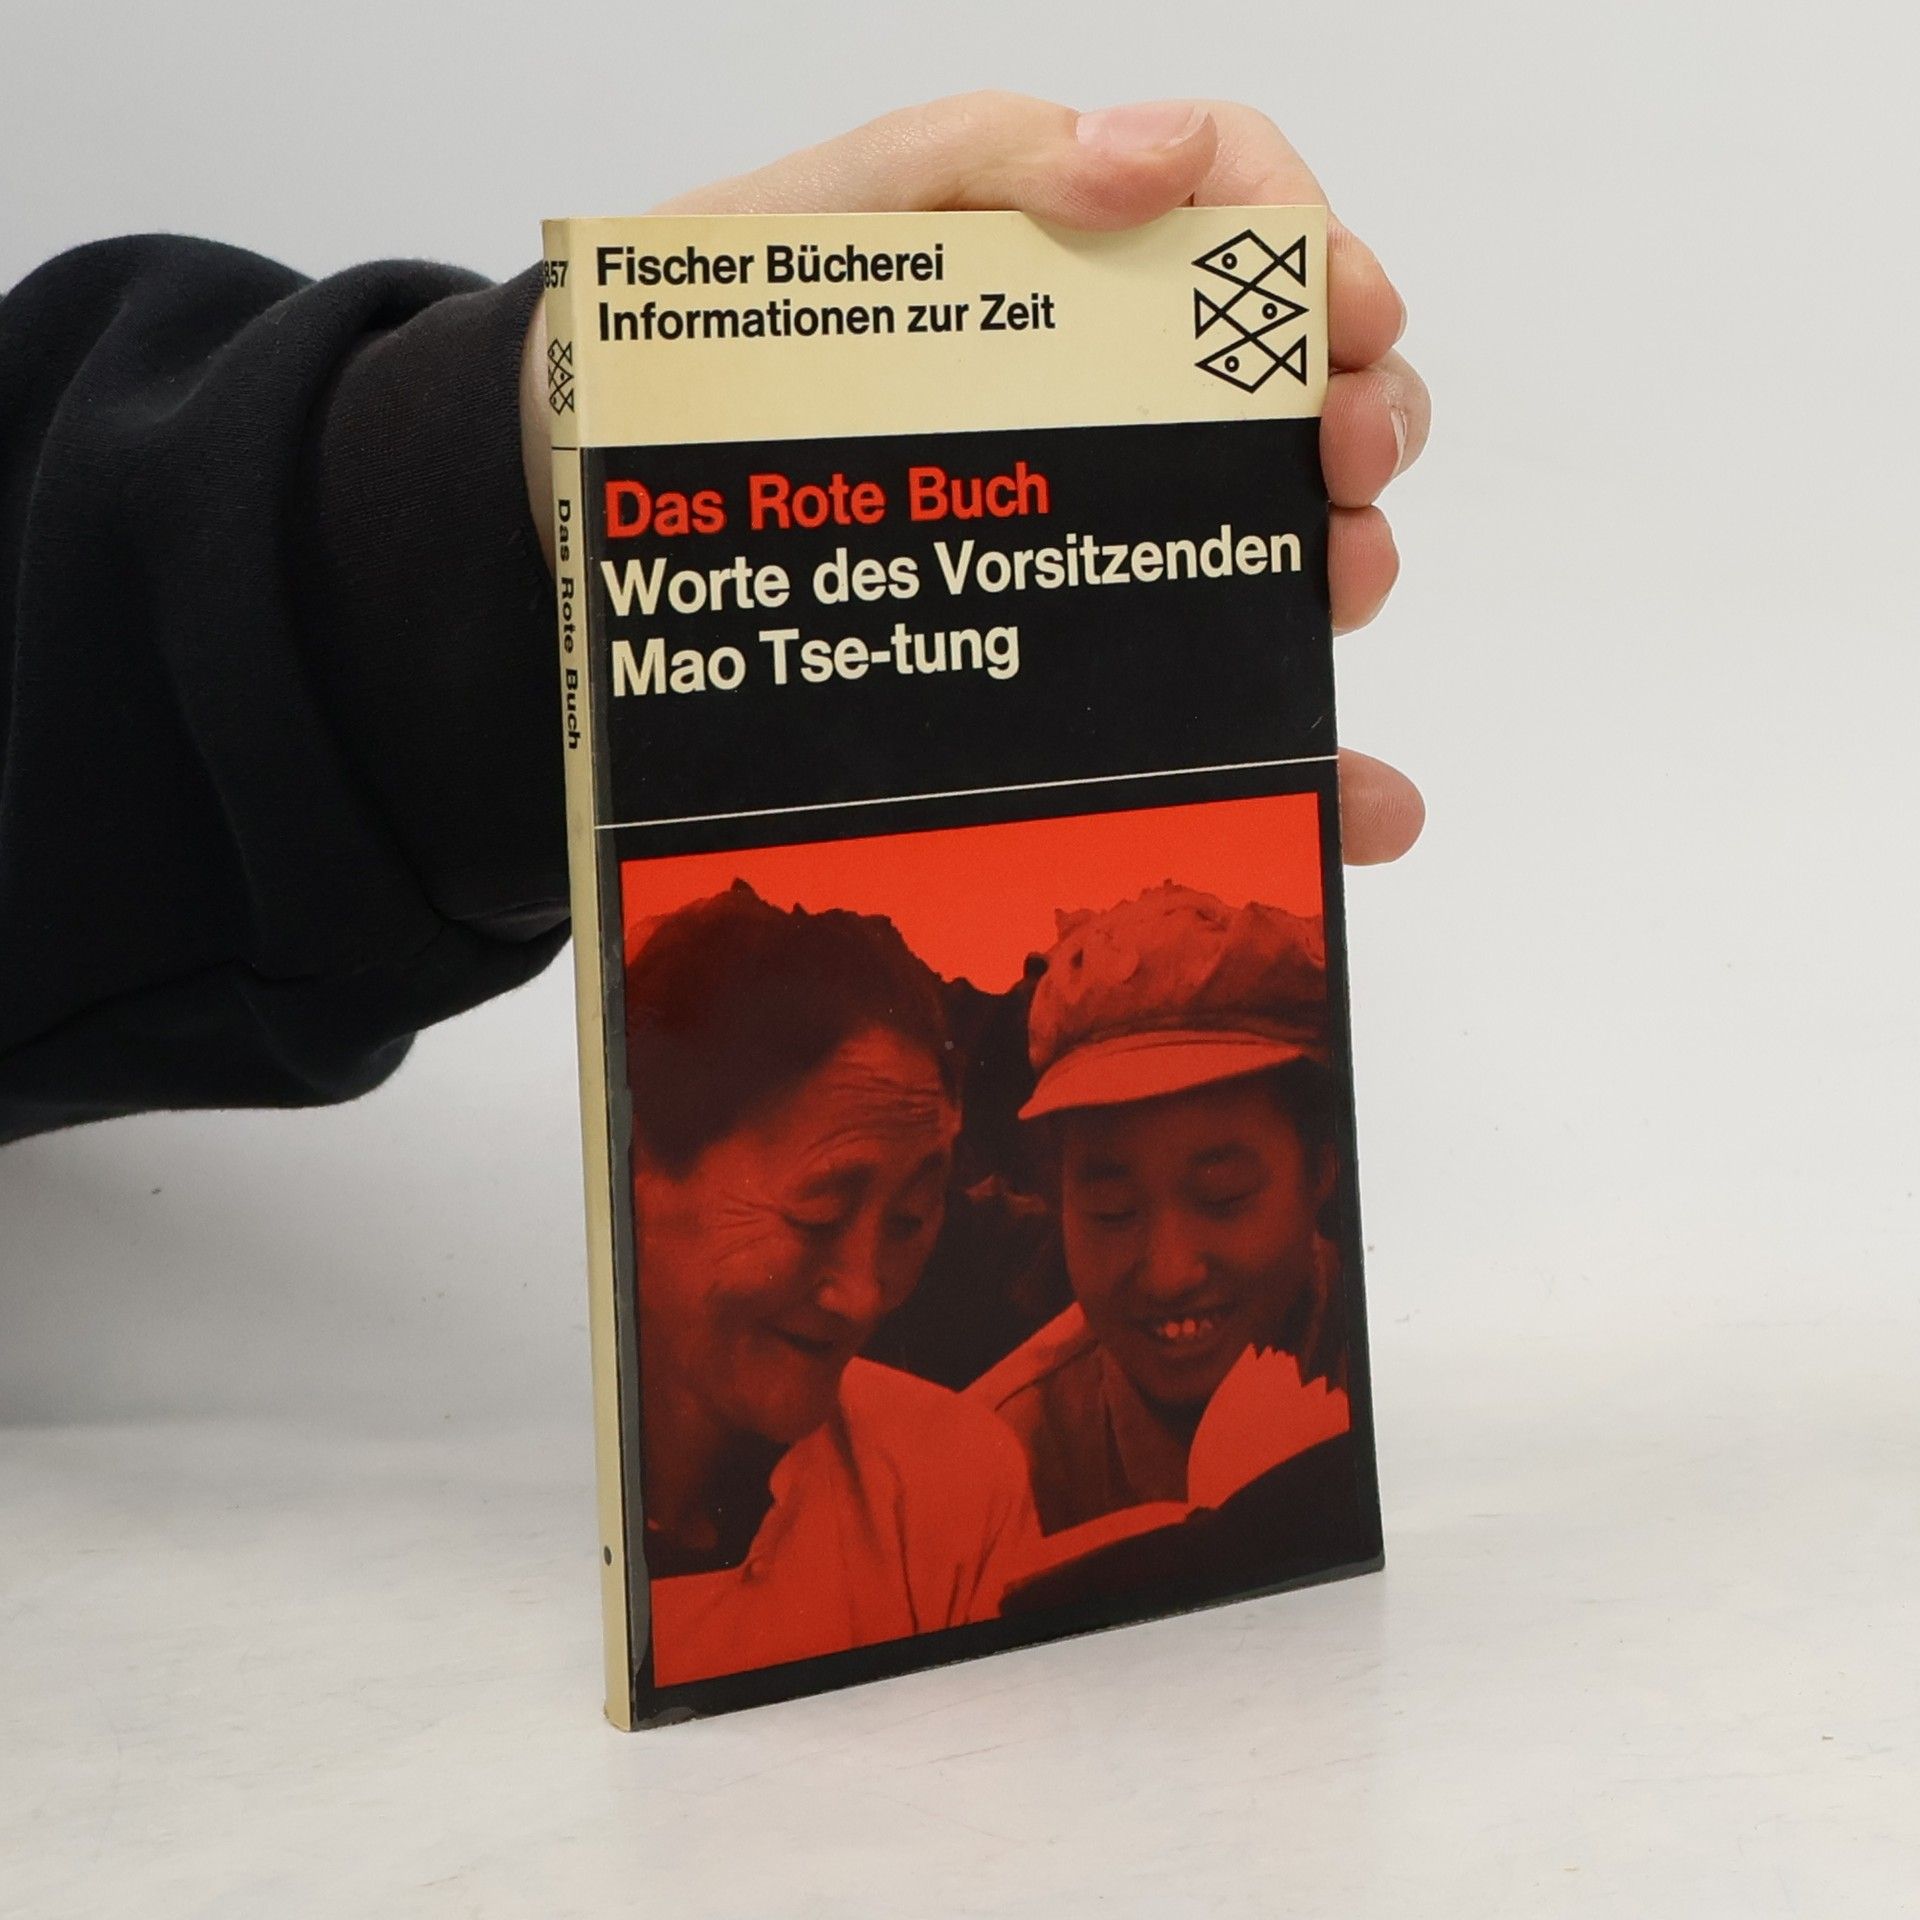 Fischer Bücherei
Informationen zur Zeit
Das Rote Buch
Worte des Vorsitzenden
Mao Tse-tung
857
Das Rote Buch